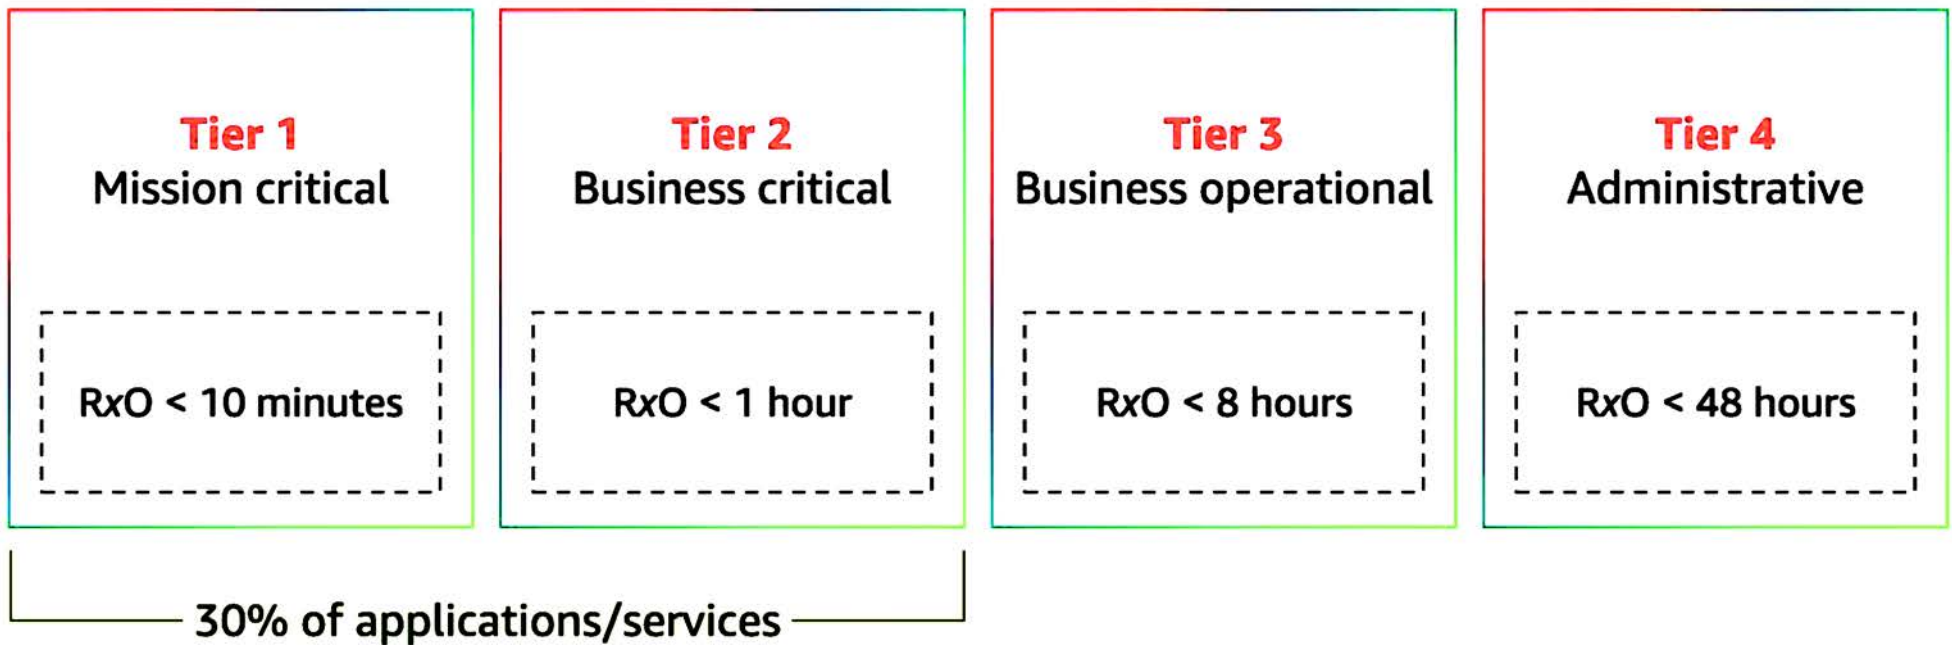 Tier 1
Mission critical
RxO < 10 minutes
Tier 2
Business critical
RxO < 1 hour
Tier 3
Business operational
RxO < 8 hours
Tier 4
Administrative
RxO < 48 hours
30% of applications/services